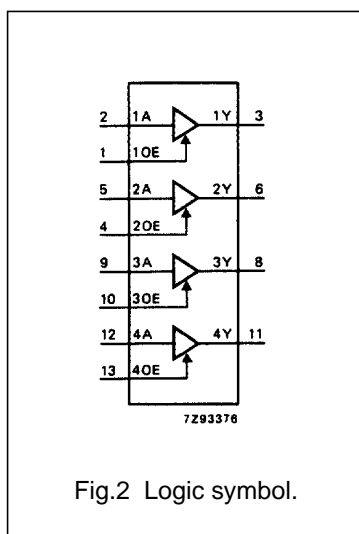 2 1A 1Y 3
1 1OE
5 2A 2Y 6
4 2OE
9 3A 3Y 8
10 3OE
12 4A 4Y 11
13 4OE
7Z93376
Fig.2 Logic symbol.